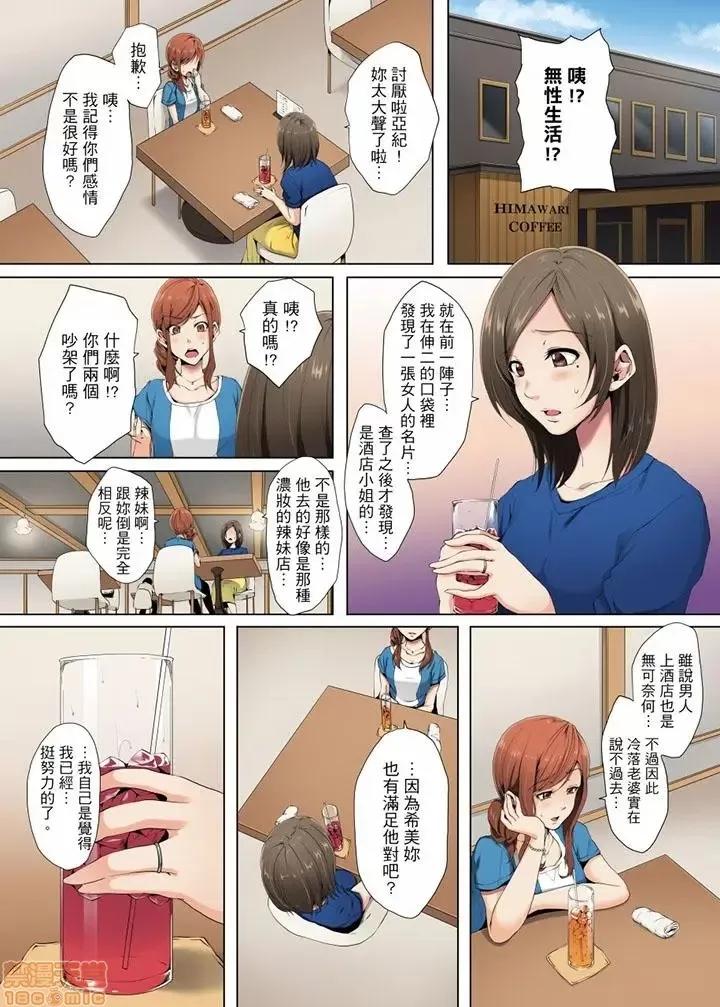 咦!?
無性生活!?
HIMAWARI
COFFEE
討厭啦亞紀！
妳太大聲了啦…
抱歉…
咦…
我記得你們感情
不是很好嗎？
就在前一陣子…
我在伸二的口袋裡
發現了一張女人的名片…
查了之後才發現…
是酒店小姐的…
咦!?
真的嗎!?
什麼啊!?
你們兩個
吵架了嗎？
不是那樣的…
他去的好像是那種
濃妝的辣妹店…
辣妹啊…
跟妳倒是完全
相反呢…
雖說男人
上酒店也是
無可奈何…
不過因此
冷落老婆實在
說不過去…
…因為希美妳
也有滿足他對吧？
…我自己是覺得
我已經…
挺努力的了。
禁漫天堂
18COMIC